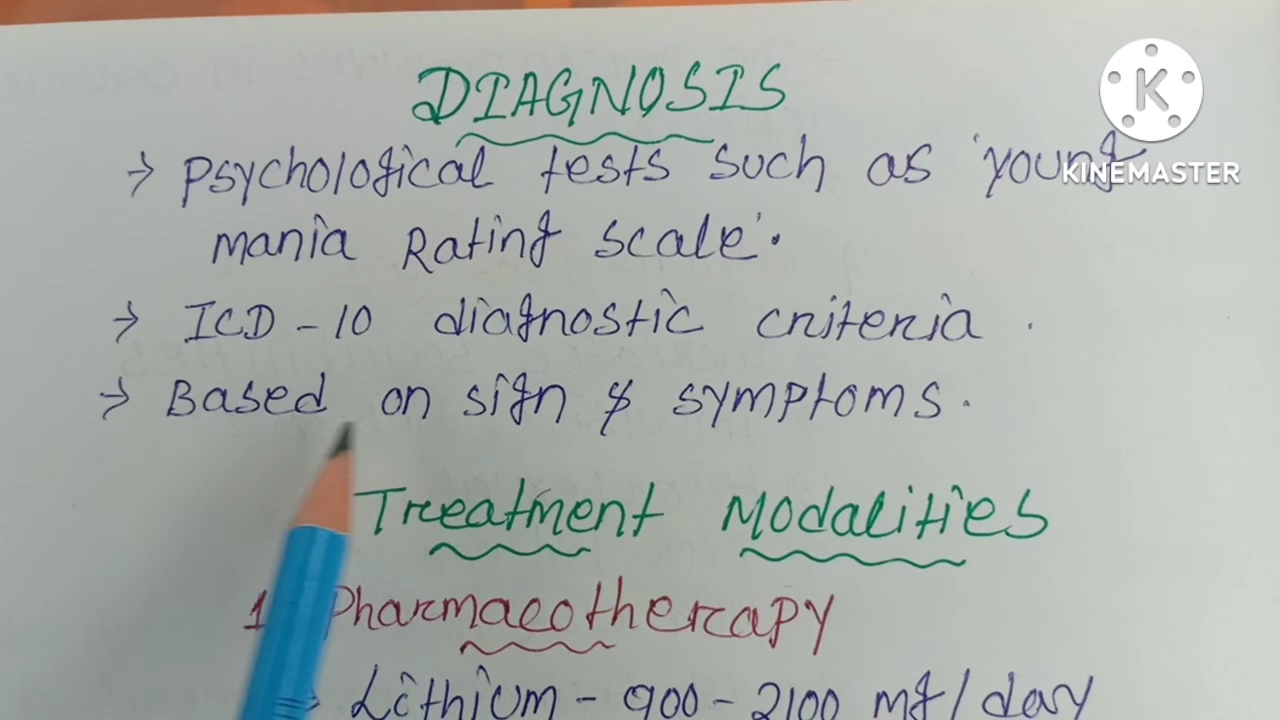 DIAGNOSIS
→ Psychological tests such as 'young
mania Rating scale'.
→ ICD-10 diagnostic criteria.
→ Based on sign & symptoms.
Treatment Modalities
1. Pharmacotherapy
→ Lithium - 900 - 2100 mg/day
K
KINEMASTER